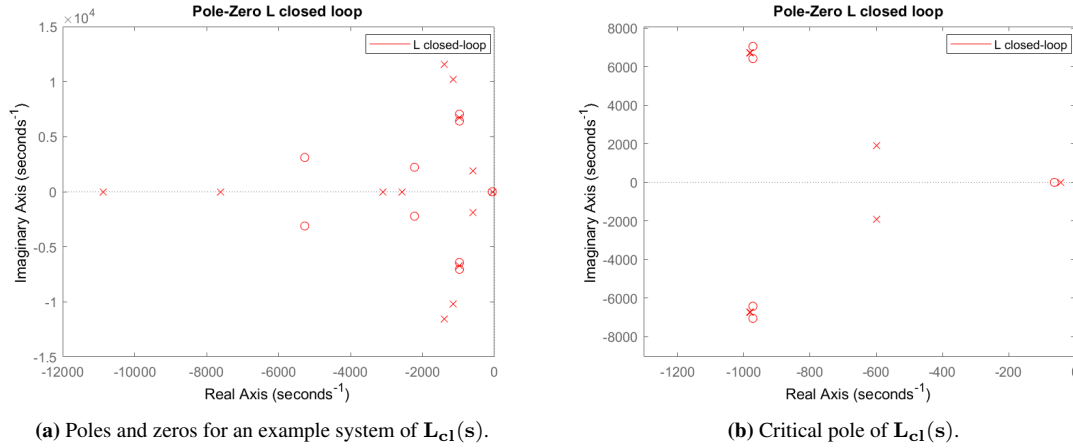 Pole-Zero L closed loop
×10⁴
1.5
1
0.5
0
-0.5
-1
-1.5
Imaginary Axis (seconds⁻¹)
L closed-loop
-12000 -10000 -8000 -6000 -4000 -2000 0
Real Axis (seconds⁻¹)
(a) Poles and zeros for an example system of L_cl(s).
Pole-Zero L closed loop
8000
6000
4000
2000
0
-2000
-4000
-6000
-8000
Imaginary Axis (seconds⁻¹)
L closed-loop
-1200 -1000 -800 -600 -400 -200 0
Real Axis (seconds⁻¹)
(b) Critical pole of L_cl(s).